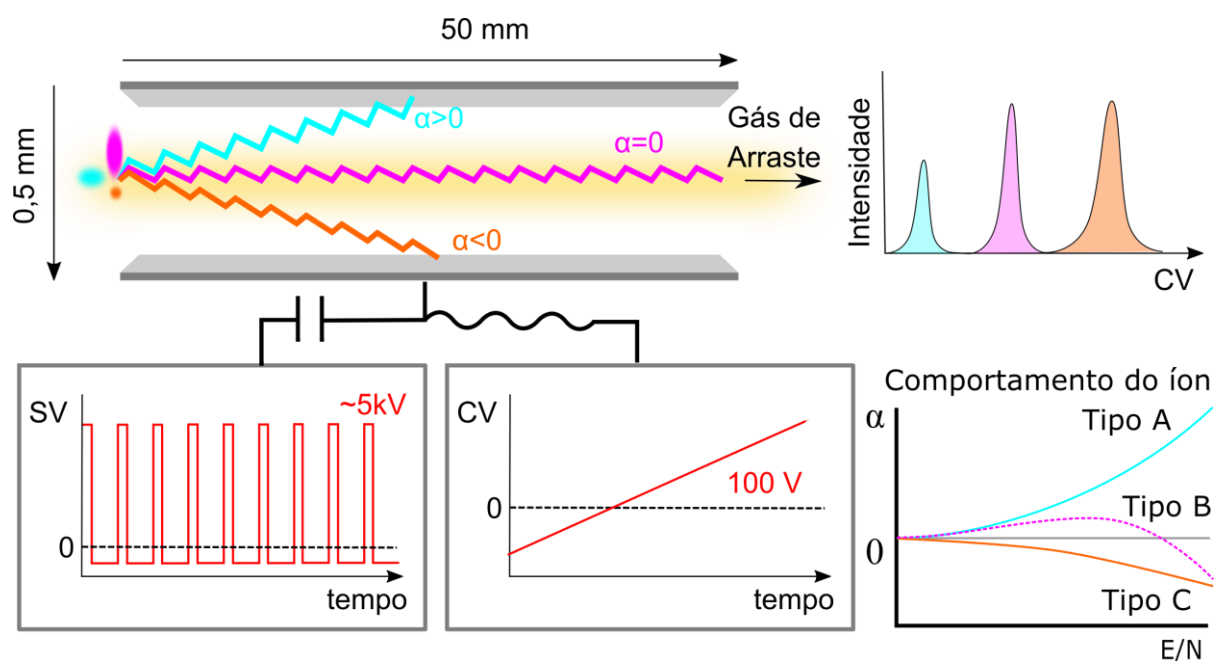 50 mm
0,5 mm
α>0
α=0
α<0
Gás de
Arraste
Intensidade
CV
SV
~5kV
0
tempo
CV
100 V
0
tempo
Comportamento do íon
α
Tipo A
Tipo B
0
Tipo C
E/N